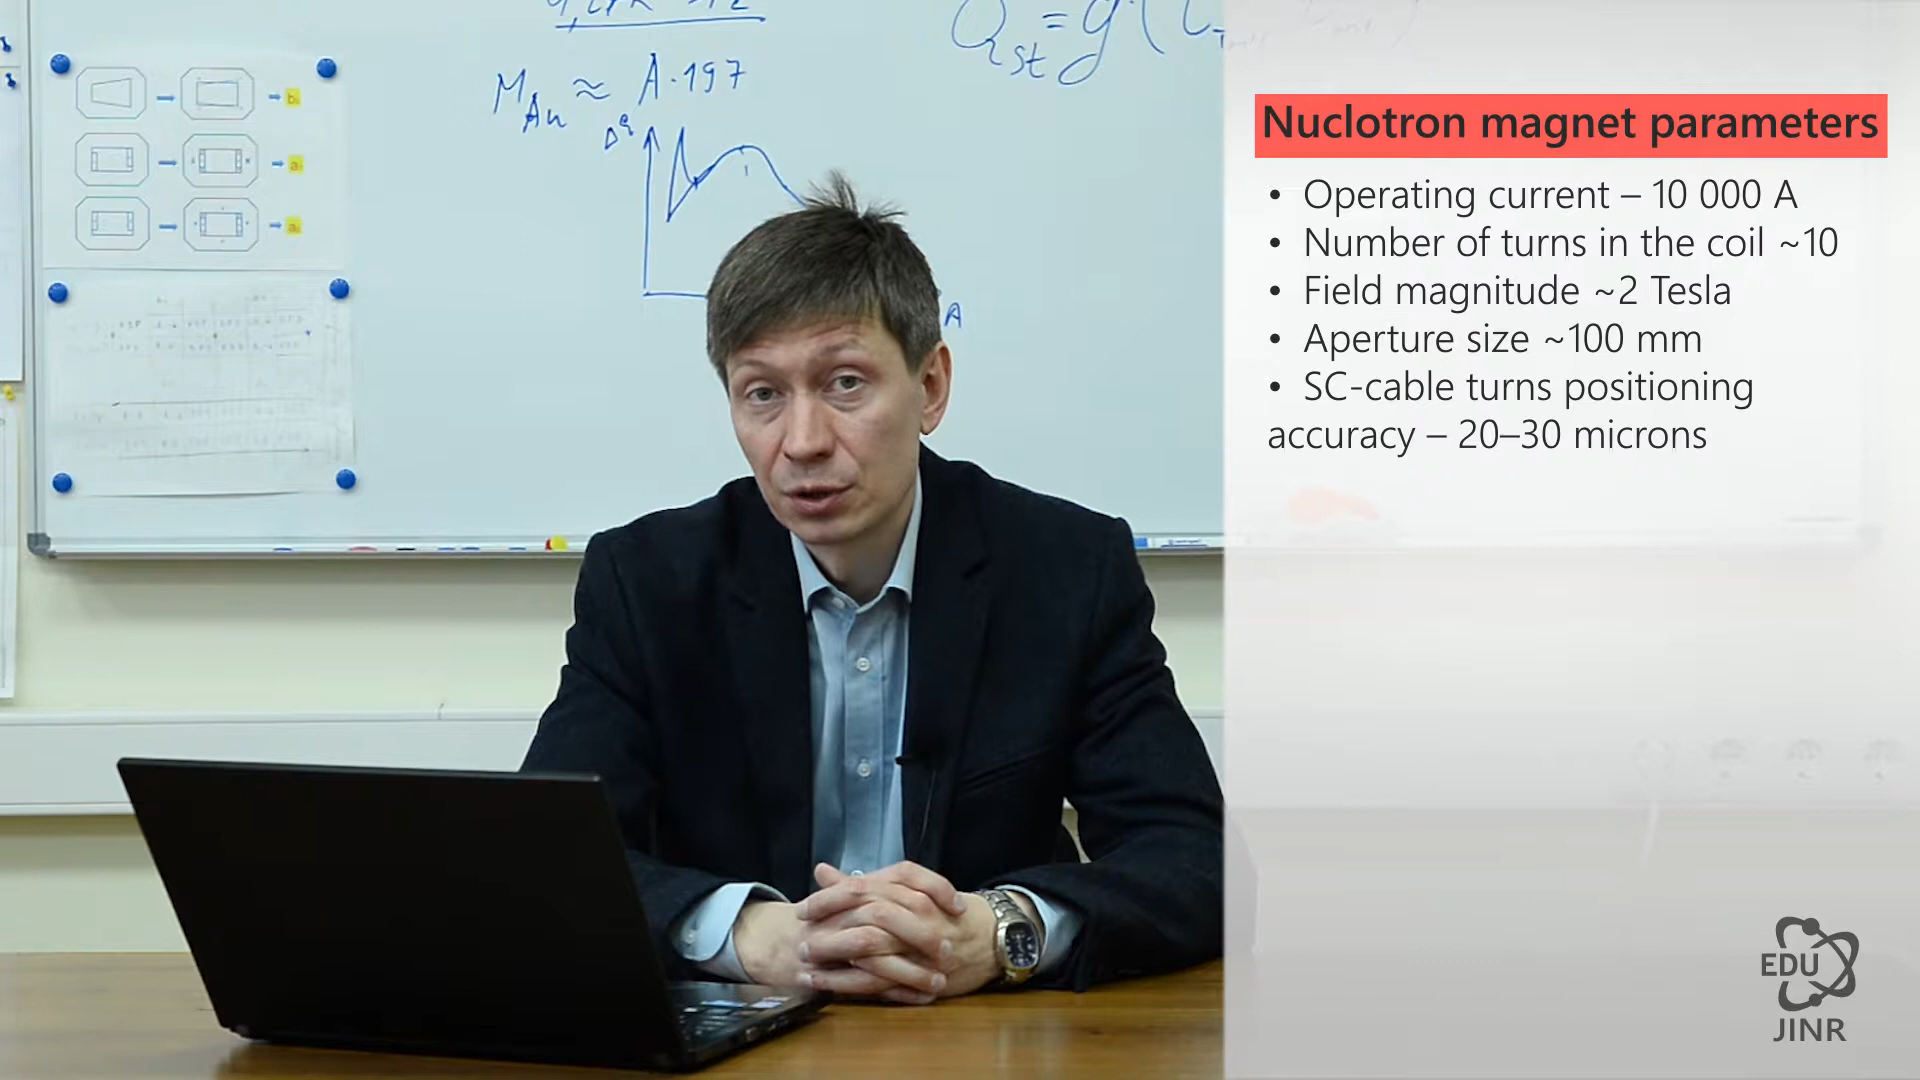 M_Au ≈ A·197
A
Q_st = g(
Nuclotron magnet parameters
• Operating current – 10 000 A
• Number of turns in the coil ~10
• Field magnitude ~2 Tesla
• Aperture size ~100 mm
• SC-cable turns positioning
accuracy – 20–30 microns
EDU
JINR